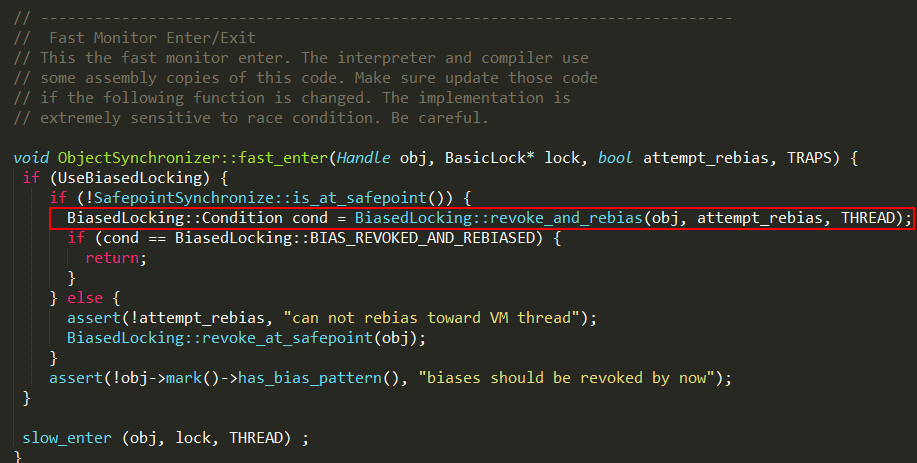 // -----------------------------------------------------------------------------
//  Fast Monitor Enter/Exit
// This the fast monitor enter. The interpreter and compiler use
// some assembly copies of this code. Make sure update those code
// if the following function is changed. The implementation is
// extremely sensitive to race condition. Be careful.

void ObjectSynchronizer::fast_enter(Handle obj, BasicLock* lock, bool attempt_rebias, TRAPS) {
 if (UseBiasedLocking) {
    if (!SafepointSynchronize::is_at_safepoint()) {
      BiasedLocking::Condition cond = BiasedLocking::revoke_and_rebias(obj, attempt_rebias, THREAD);
      if (cond == BiasedLocking::BIAS_REVOKED_AND_REBIASED) {
        return;
      }
    } else {
      assert(!attempt_rebias, "can not rebias toward VM thread");
      BiasedLocking::revoke_at_safepoint(obj);
    }
    assert(!obj->mark()->has_bias_pattern(), "biases should be revoked by now");
 }

 slow_enter (obj, lock, THREAD) ;
}